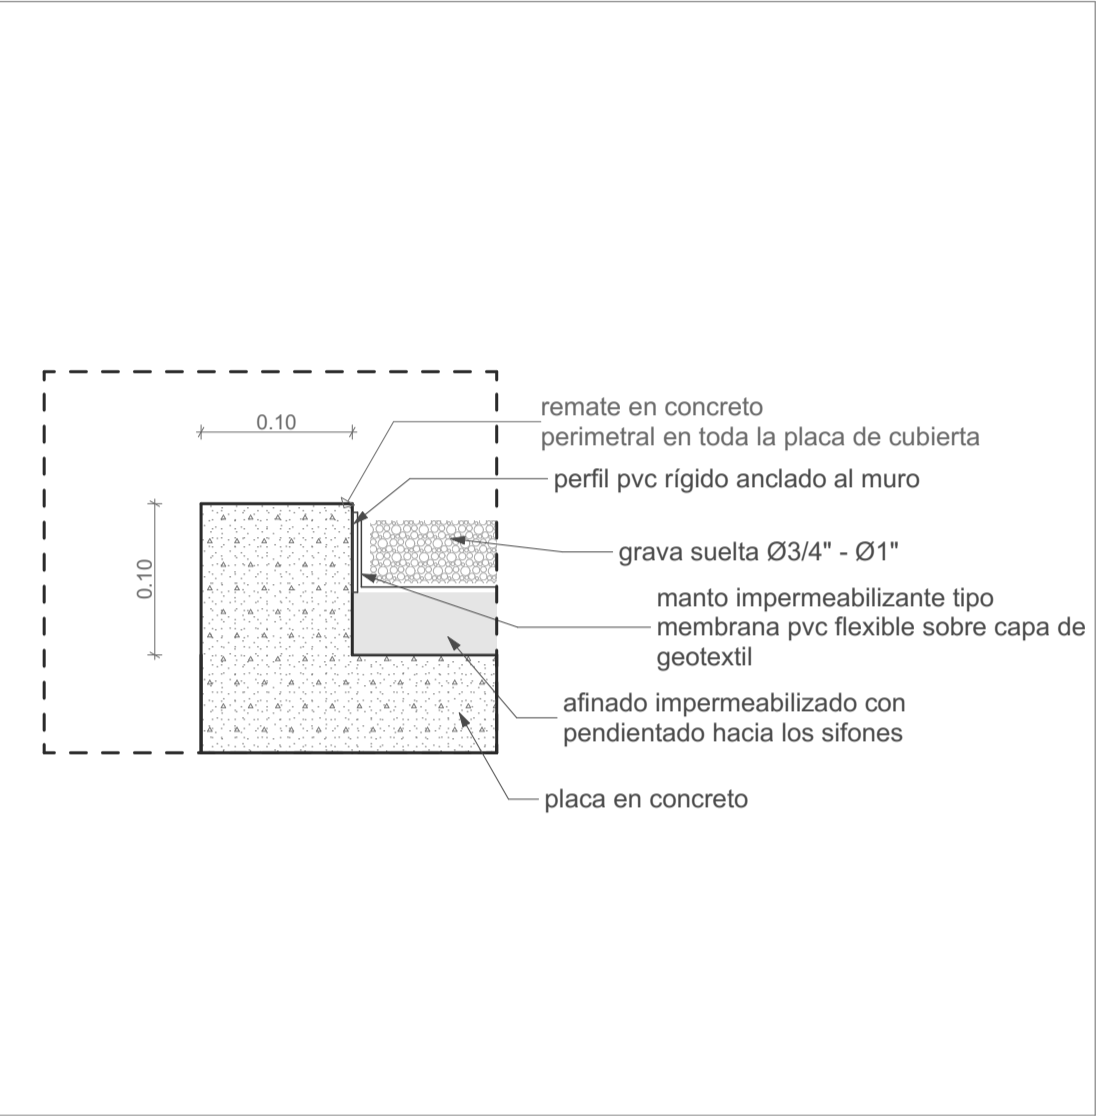 0.10
remate en concreto
perimetral en toda la placa de cubierta
perfil pvc rígido anclado al muro
grava suelta Ø3/4" - Ø1"
0.10
manto impermeabilizante tipo
membrana pvc flexible sobre capa de
geotextil
afinado impermeabilizado con
pendientado hacia los sifones
placa en concreto